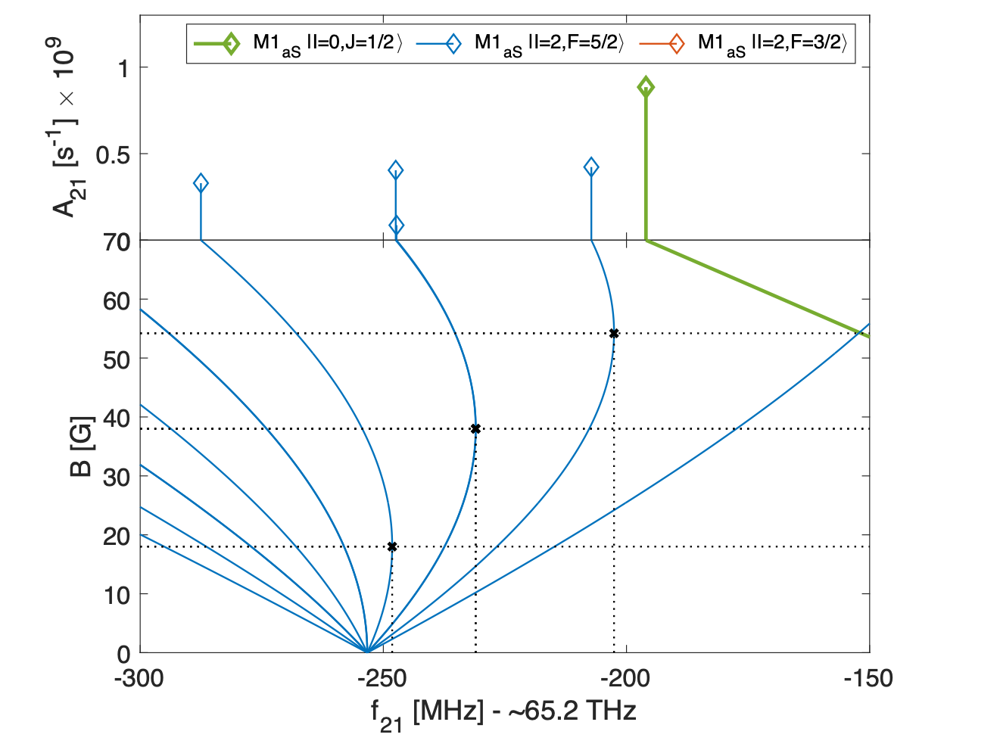 M1aS |I=0,J=1/2⟩ M1aS |I=2,F=5/2⟩ M1aS |I=2,F=3/2⟩
A21 [s-1] × 10^9
1
0.5
70
60
50
40
30
20
10
0
B [G]
-300 -250 -200 -150
f21 [MHz] - ~65.2 THz